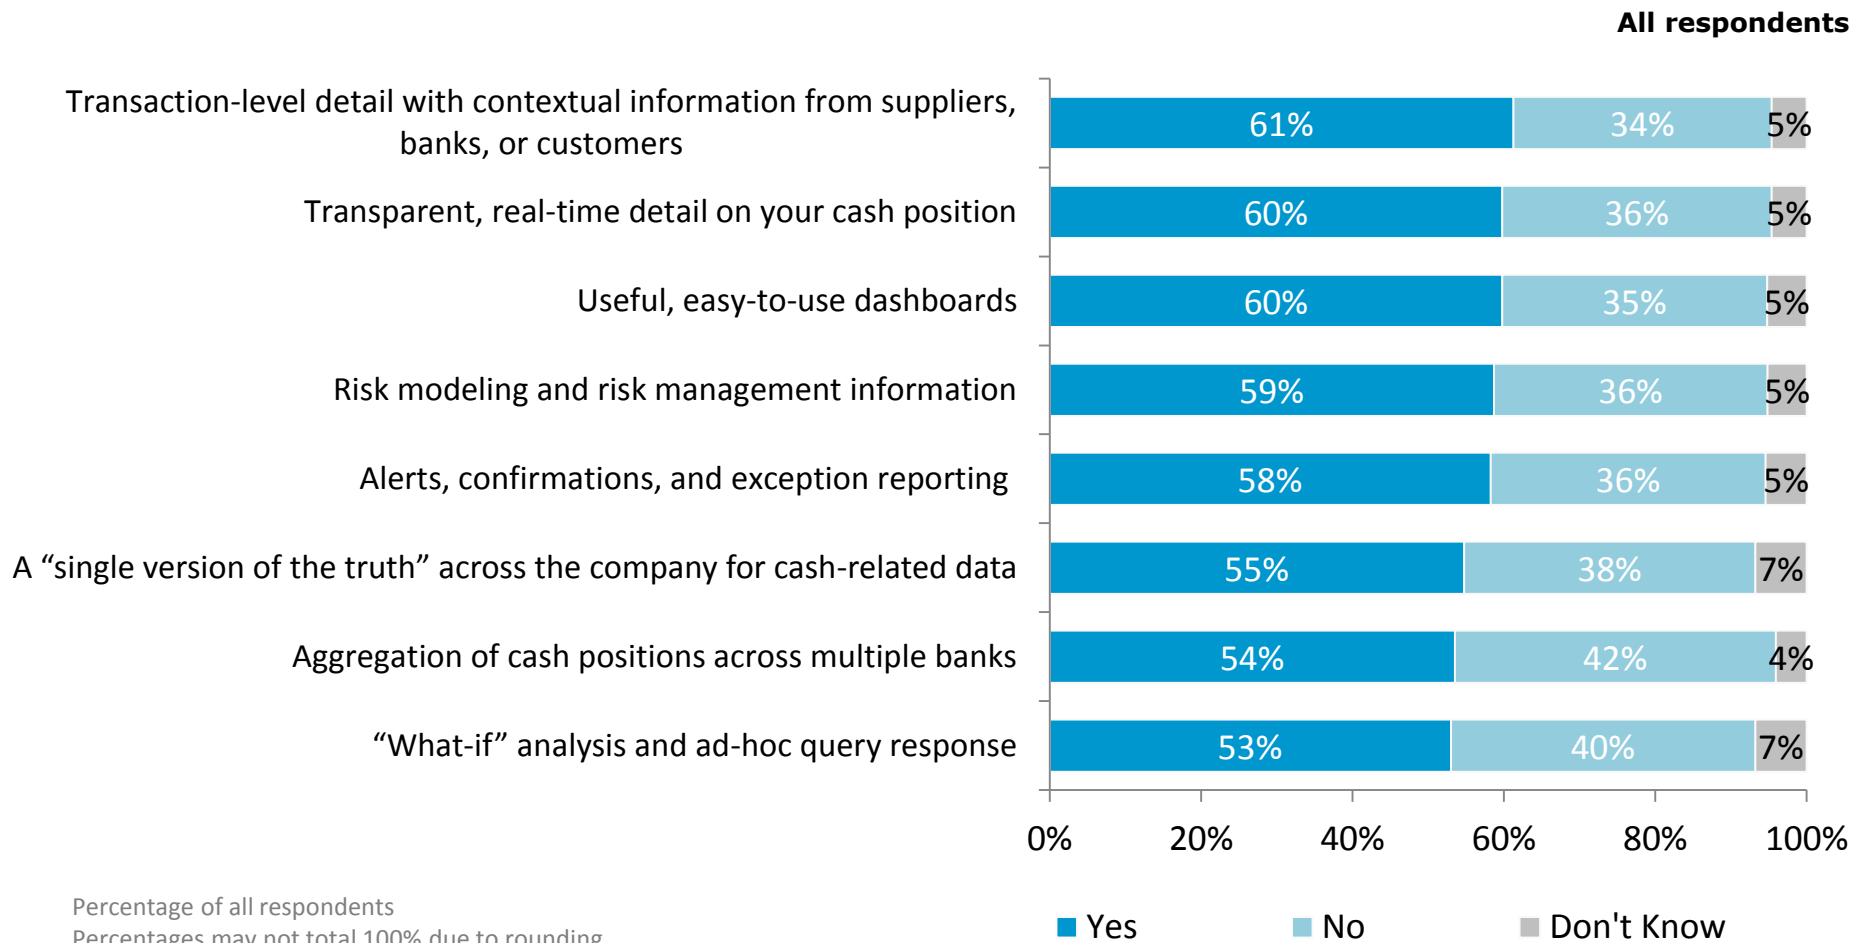 All respondents
Transaction-level detail with contextual information from suppliers,
banks, or customers
61% 34% 5%
Transparent, real-time detail on your cash position
60% 36% 5%
Useful, easy-to-use dashboards
60% 35% 5%
Risk modeling and risk management information
59% 36% 5%
Alerts, confirmations, and exception reporting
58% 36% 5%
A “single version of the truth” across the company for cash-related data
55% 38% 7%
Aggregation of cash positions across multiple banks
54% 42% 4%
“What-if” analysis and ad-hoc query response
53% 40% 7%
0% 20% 40% 60% 80% 100%
Percentage of all respondents
Percentages may not total 100% due to rounding
Yes No Don't Know